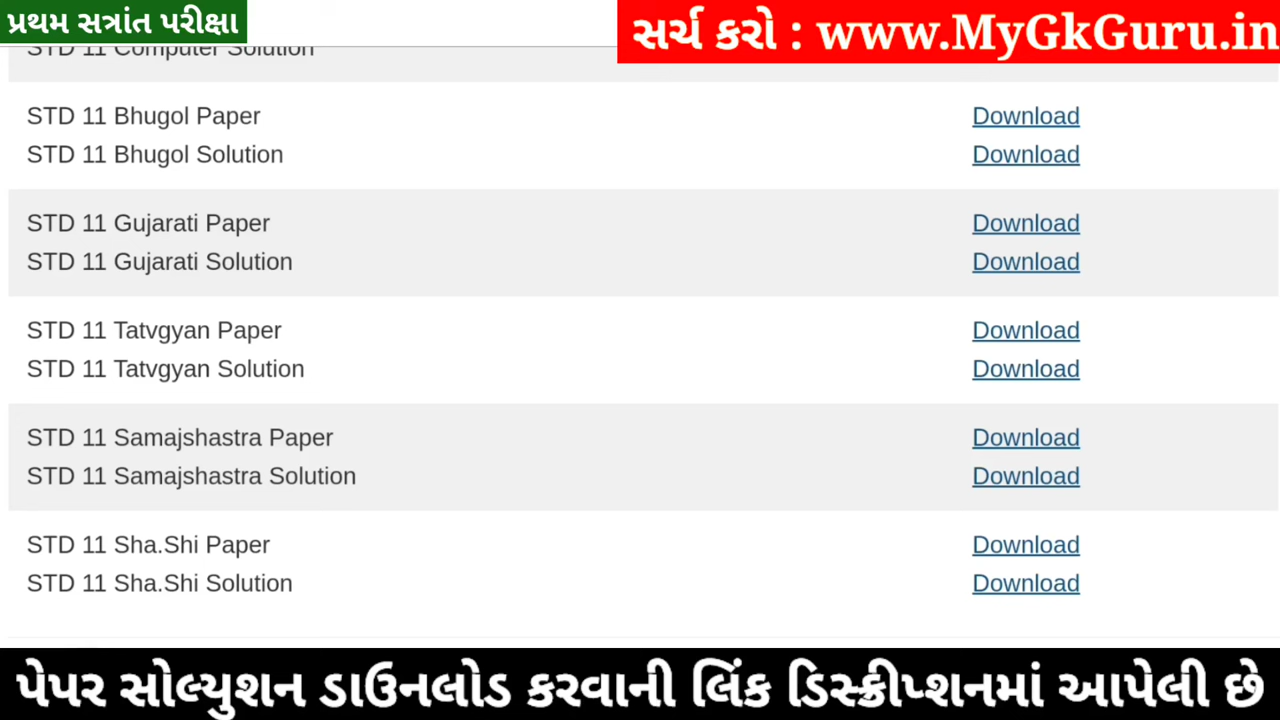 પ્રથમ સત્રાંત પરીક્ષા
સર્ચ કરો : www.MyGkGuru.in
STD 11 Computer Solution
STD 11 Bhugol Paper Download
STD 11 Bhugol Solution Download
STD 11 Gujarati Paper Download
STD 11 Gujarati Solution Download
STD 11 Tatvgyan Paper Download
STD 11 Tatvgyan Solution Download
STD 11 Samajshastra Paper Download
STD 11 Samajshastra Solution Download
STD 11 Sha.Shi Paper Download
STD 11 Sha.Shi Solution Download
પેપર સોલ્યુશન ડાઉનલોડ કરવાની લિંક ડિસ્ક્રીપ્શનમાં આપેલી છે